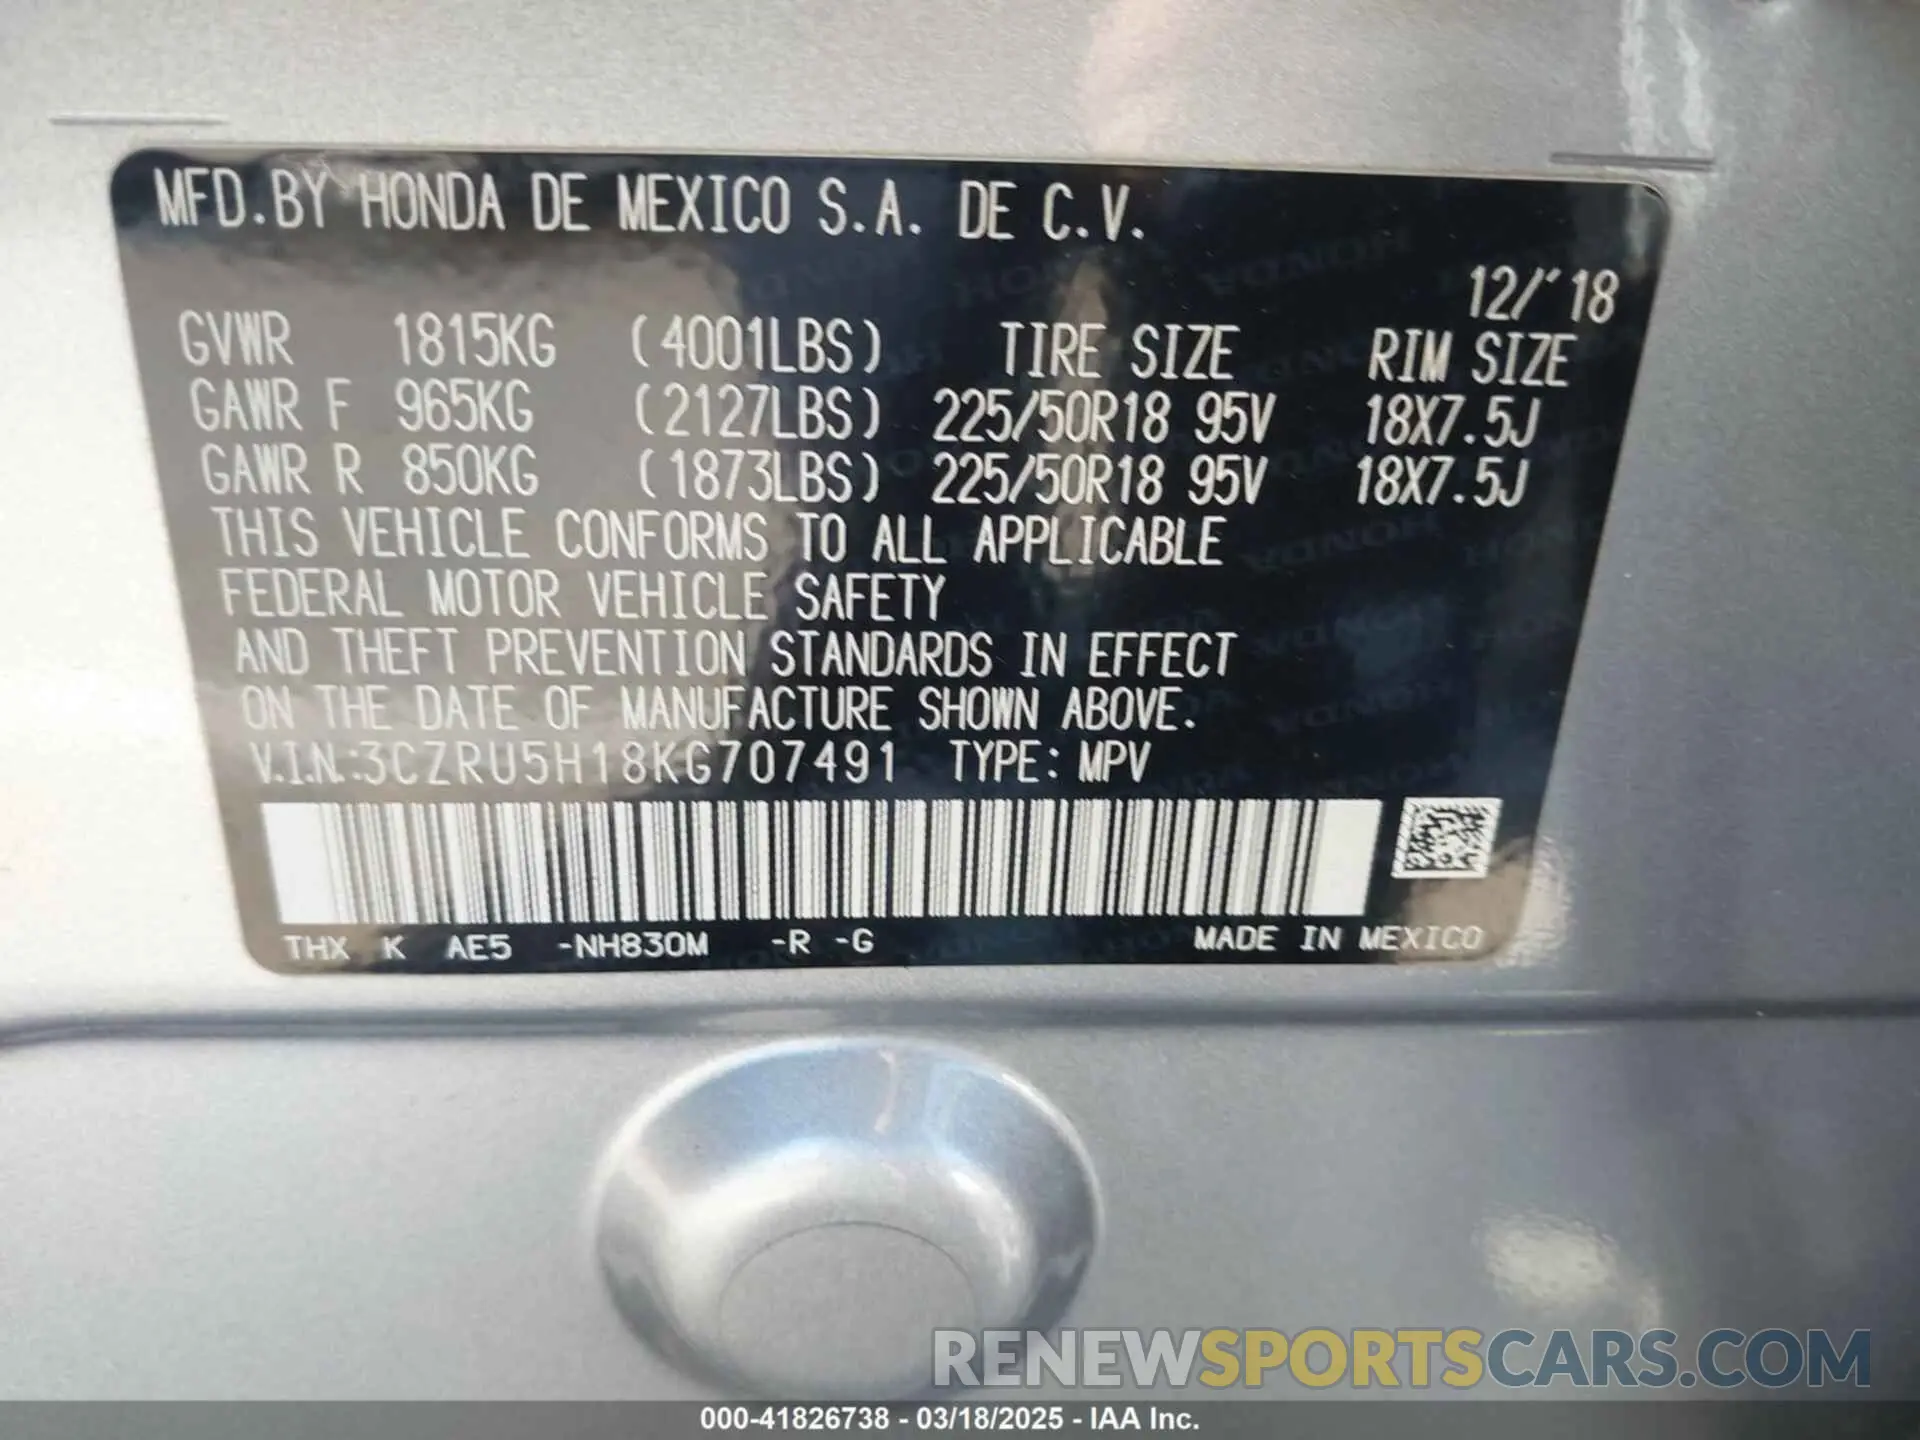 MFD.BY HONDA DE MEXICO S.A. DE C.V.
12/'18
GVWR 1815KG (4001LBS) TIRE SIZE RIM SIZE
GAWR F 965KG (2127LBS) 225/50R18 95V 18X7.5J
GAWR R 850KG (1873LBS) 225/50R18 95V 18X7.5J
THIS VEHICLE CONFORMS TO ALL APPLICABLE
FEDERAL MOTOR VEHICLE SAFETY
AND THEFT PREVENTION STANDARDS IN EFFECT
ON THE DATE OF MANUFACTURE SHOWN ABOVE.
V.I.N.:3CZRU5H18KG707491 TYPE: MPV
THX K AE5 -NH830M -R -G MADE IN MEXICO
RENEWSPORTSCARS.COM
000-41826738 - 03/18/2025 - IAA Inc.